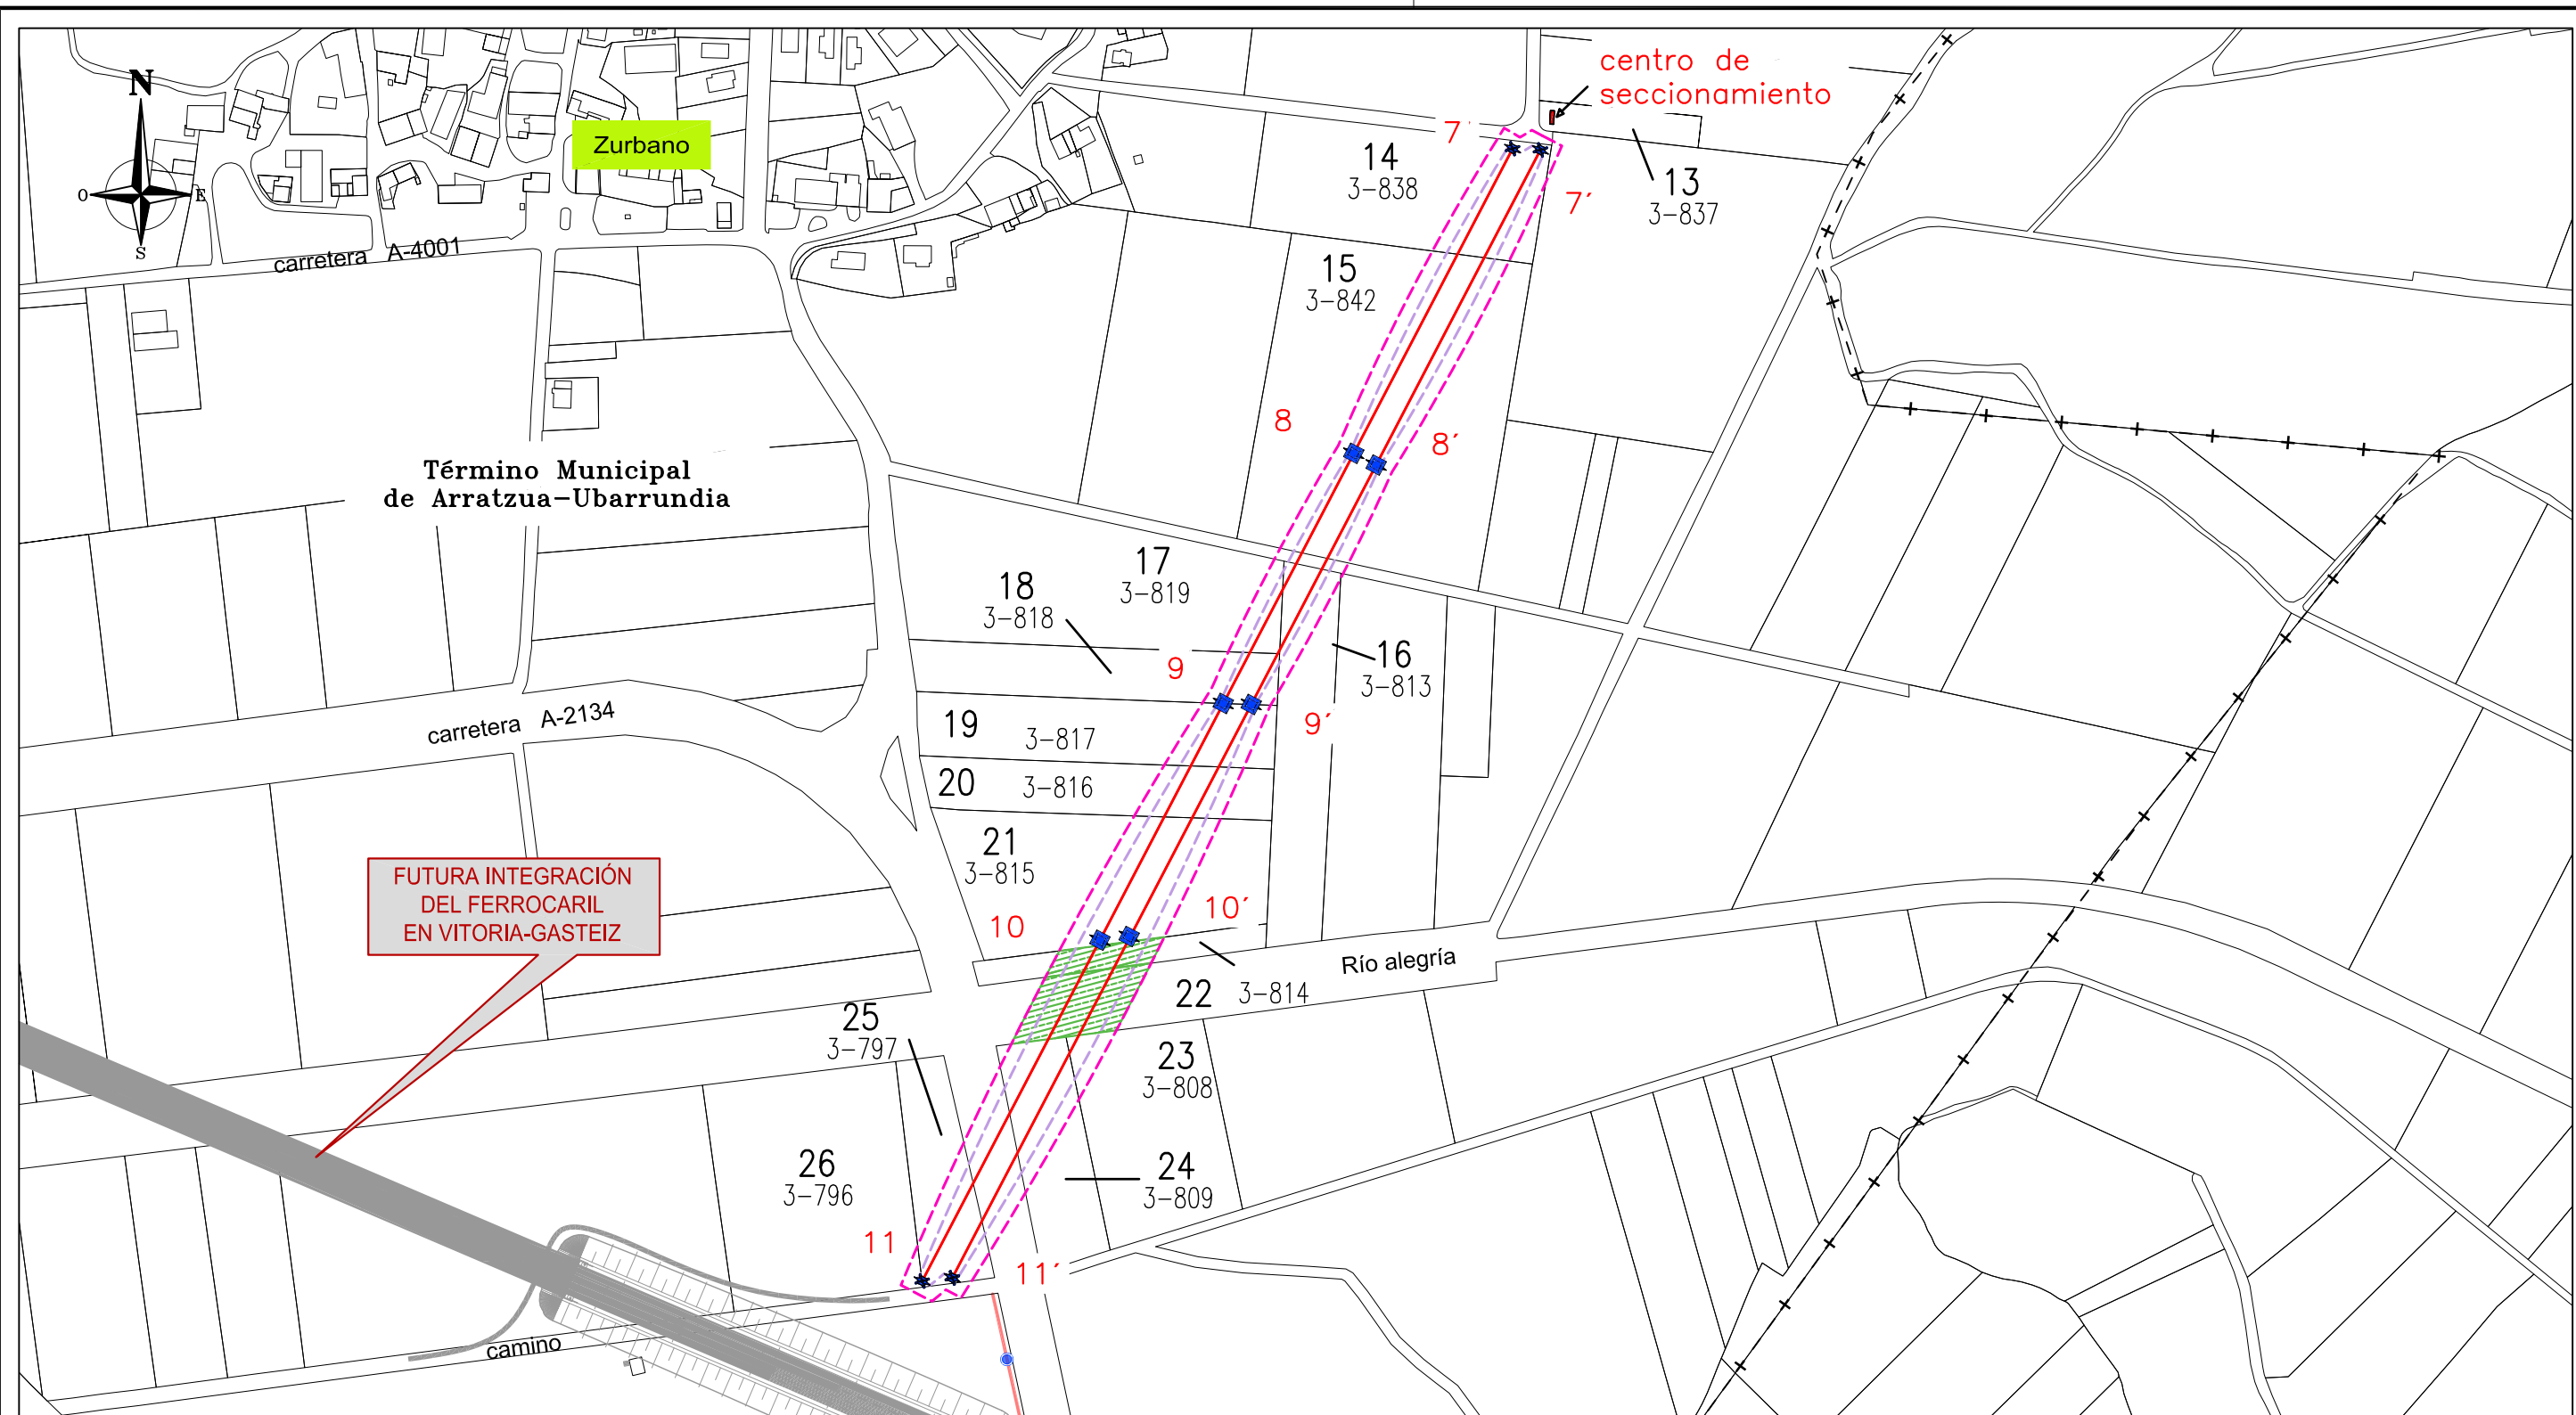 centro de
seccionamiento
N
O
E
S
Zurbano
7´
14
3-838
13
3-837
7´
carretera A-4001
15
3-842
8
8´
Término Municipal
de Arratzua-Ubarrundia
17
3-819
18
3-818
9
16
3-813
9´
carretera A-2134
19
3-817
20
3-816
21
3-815
FUTURA INTEGRACIÓN
DEL FERROCARIL
EN VITORIA-GASTEIZ
10
10´
Río alegría
22
3-814
25
3-797
23
3-808
26
3-796
24
3-809
11
11´
camino